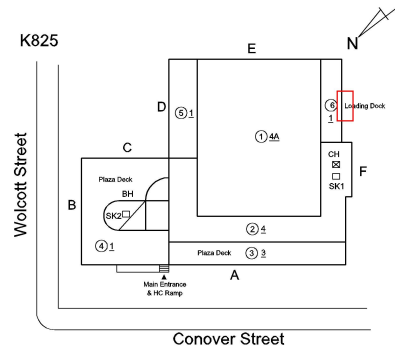 K825
E
N
D
⑤ 1
⑥
1
Loading Dock
① 4A
C
CH
F
SK1
Plaza Deck
BH
B
SK2
② 4
④ 1
Plaza Deck
③ 3
A
Main Entrance
& HC Ramp
Wolcott Street
Conover Street